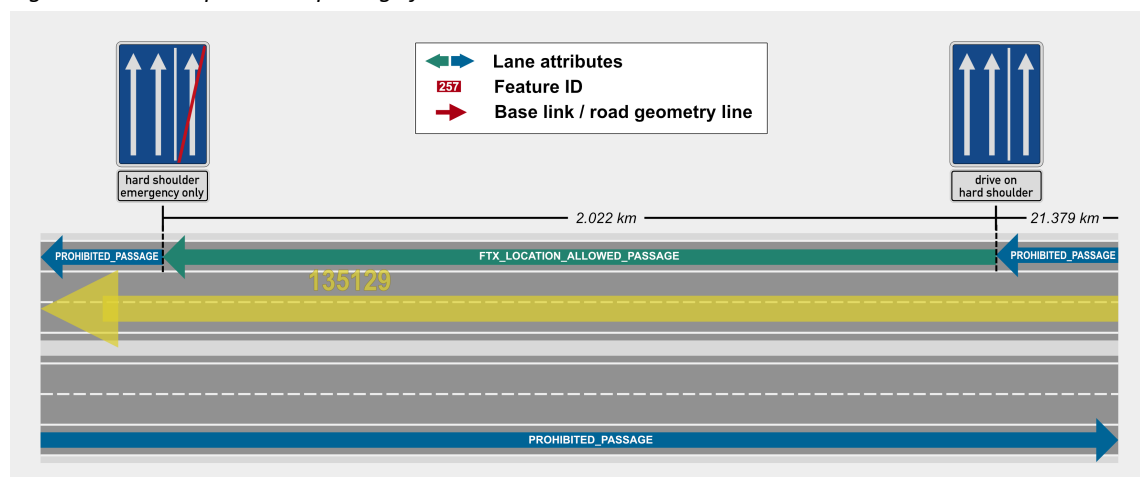 Lane attributes
257
Feature ID
Base link / road geometry line
hard shoulder
emergency only
drive on
hard shoulder
2.022 km
21.379 km
PROHIBITED_PASSAGE
FTX_LOCATION_ALLOWED_PASSAGE
PROHIBITED_PASSAGE
135129
PROHIBITED_PASSAGE